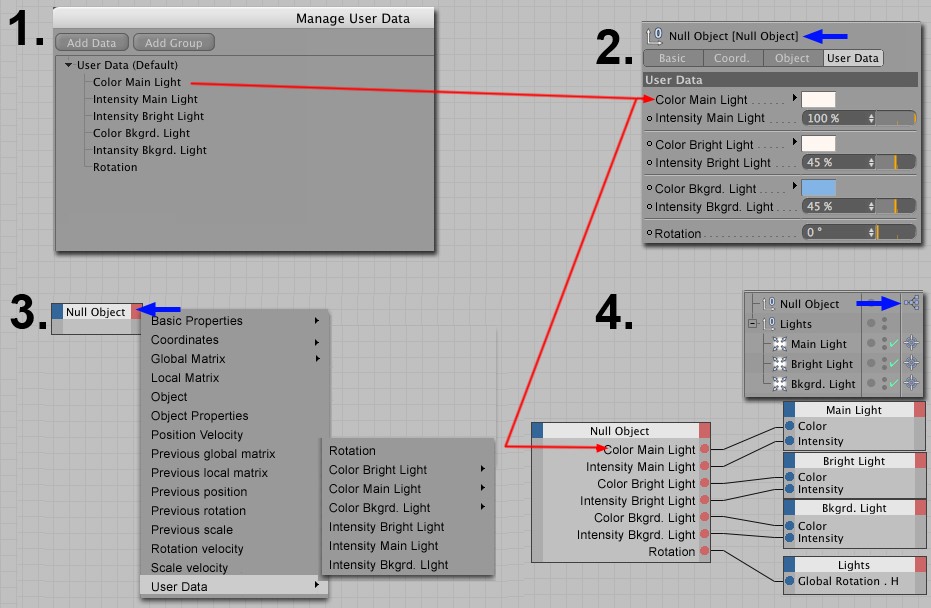 1.
Manage User Data
Add Data Add Group
User Data (Default)
Color Main Light
Intensity Main Light
Intensity Bright Light
Color Bkgrd. Light
Intansity Bkgrd. Light
Rotation
2.
Null Object [Null Object]
Basic Coord. Object User Data
User Data
Color Main Light
Intensity Main Light 100 %
Color Bright Light
Intensity Bright Light 45 %
Color Bkgrd. Light
Intensity Bkgrd. Light 45 %
Rotation 0 °
3.
Null Object
Basic Properties
Coordinates
Global Matrix
Local Matrix
Object
Object Properties
Position Velocity
Previous global matrix
Previous local matrix
Previous position
Previous rotation
Previous scale
Rotation velocity
Scale velocity
User Data
Rotation
Color Bright Light
Color Main Light
Color Bkgrd. Light
Intensity Bright Light
Intensity Main Light
Intensity Bkgrd. LIght
4.
Null Object
Lights
Main Light
Bright Light
Bkgrd. Light
Null Object
Color Main Light
Intensity Main Light
Color Bright Light
Intensity Bright Light
Color Bkgrd. Light
Intensity Bkgrd. Light
Rotation
Main Light
Color
Intensity
Bright Light
Color
Intensity
Bkgrd. Light
Color
Intensity
Lights
Global Rotation . H